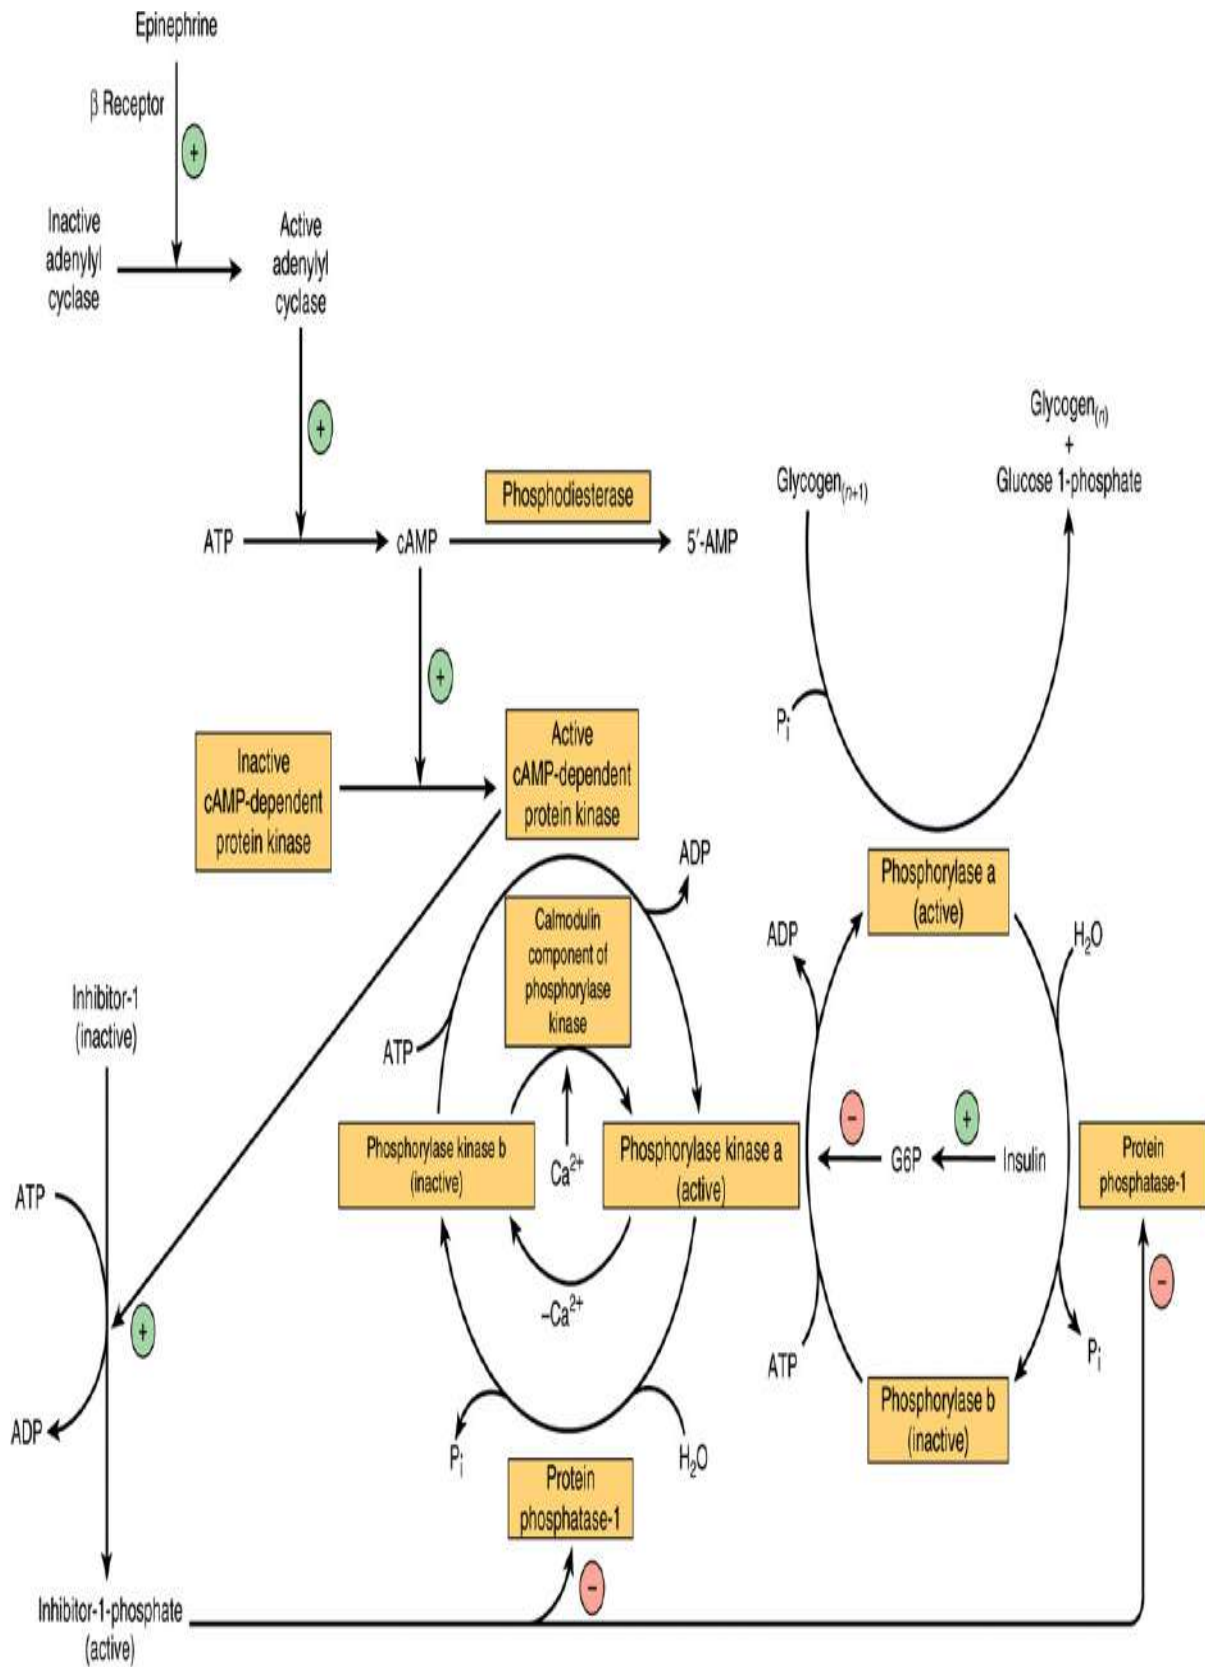 Epinephrine
β Receptor
+
Inactive
adenylyl
cyclase
Active
adenylyl
cyclase
+
ATP
cAMP
Phosphodiesterase
5′-AMP
+
Inactive
cAMP-dependent
protein kinase
Active
cAMP-dependent
protein kinase
Glycogen(n+1)
Glycogen(n)
+
Glucose 1-phosphate
Pi
Phosphorylase a
(active)
ADP
H2O
ADP
Calmodulin
component of
phosphorylase
kinase
ATP
Inhibitor-1
(inactive)
Phosphorylase kinase b
(inactive)
Ca2+
Phosphorylase kinase a
(active)
−
G6P
+
Insulin
Protein
phosphatase-1
−
ATP
+
ADP
–Ca2+
Pi
H2O
ATP
Pi
Phosphorylase b
(inactive)
Protein
phosphatase-1
−
Inhibitor-1-phosphate
(active)